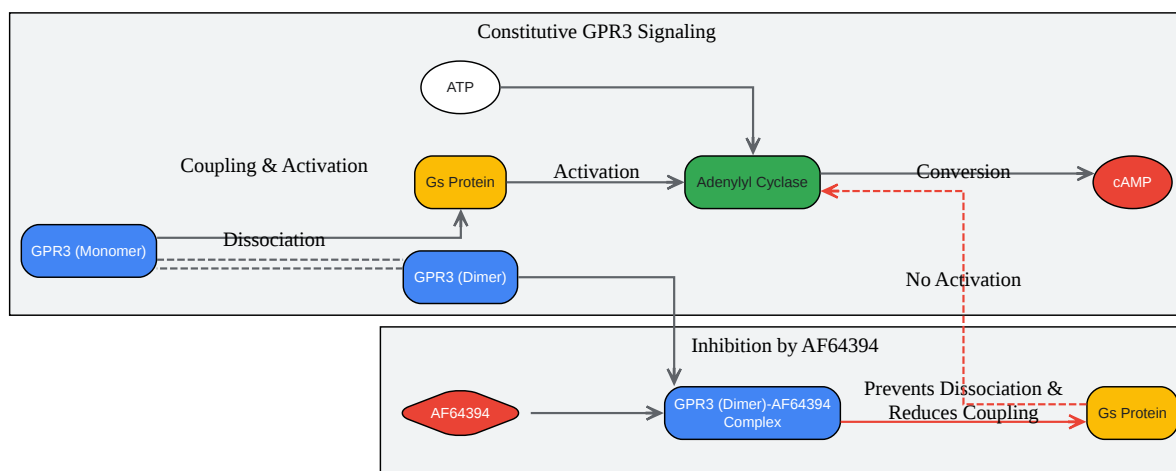 Constitutive GPR3 Signaling
ATP
Coupling & Activation
Gs Protein
Activation
Adenylyl Cyclase
Conversion
cAMP
GPR3 (Monomer)
Dissociation
GPR3 (Dimer)
No Activation
Inhibition by AF64394
AF64394
GPR3 (Dimer)-AF64394
Complex
Prevents Dissociation &
Reduces Coupling
Gs Protein